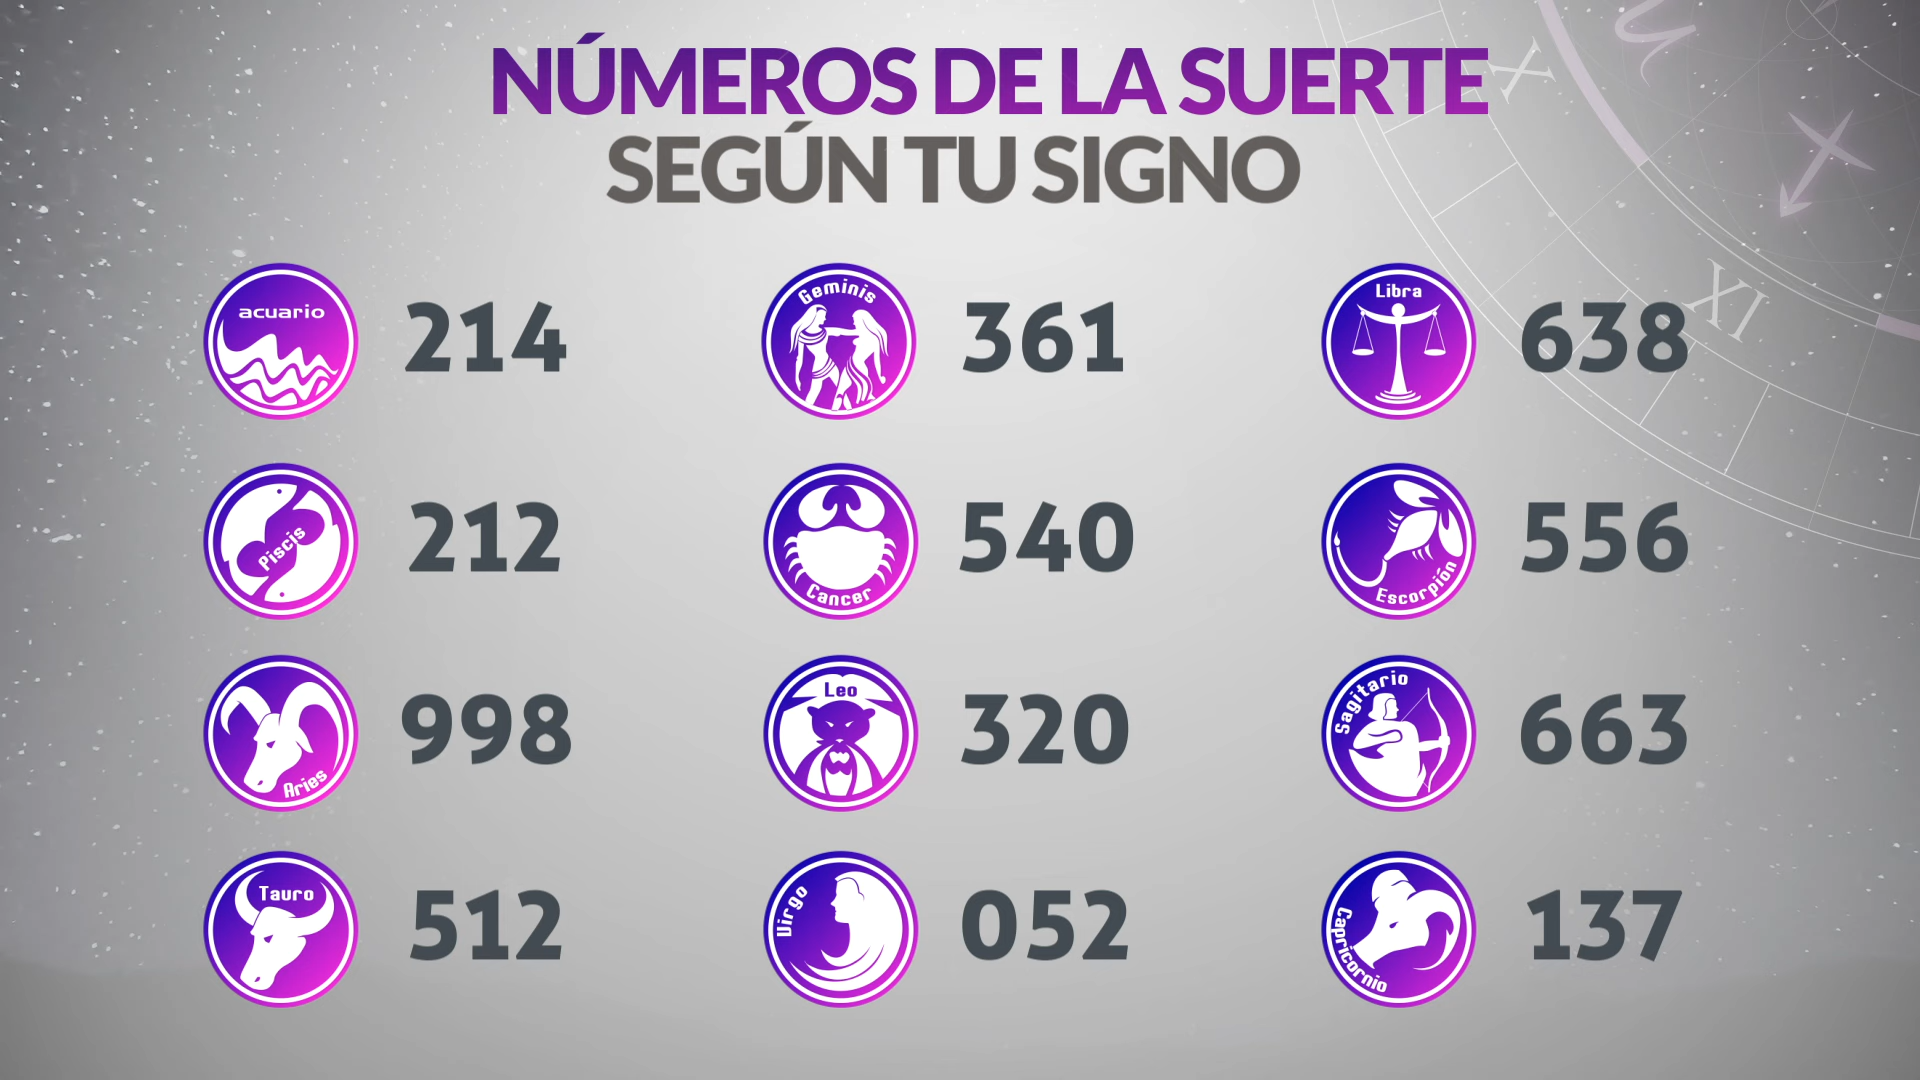 NÚMEROS DE LA SUERTE
SEGÚN TU SIGNO
X
XI
acuario 214
Geminis 361
Libra 638
Piscis 212
Cancer 540
Escorpión 556
Aries 998
Leo 320
Sagitario 663
Tauro 512
Virgo 052
Capricornio 137